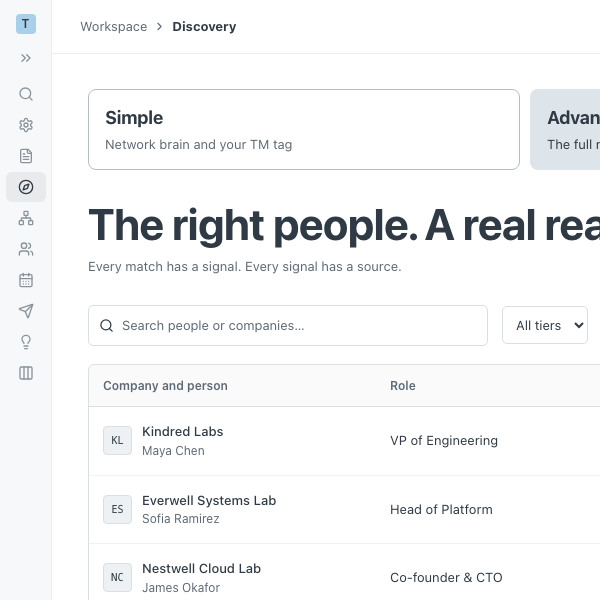 T
Workspace > Discovery
Simple
Network brain and your TM tag
Advan
The full r
The right people. A real rea
Every match has a signal. Every signal has a source.
Search people or companies...
All tiers
Company and person
Role
KL
Kindred Labs
Maya Chen
VP of Engineering
ES
Everwell Systems Lab
Sofia Ramirez
Head of Platform
NC
Nestwell Cloud Lab
James Okafor
Co-founder & CTO